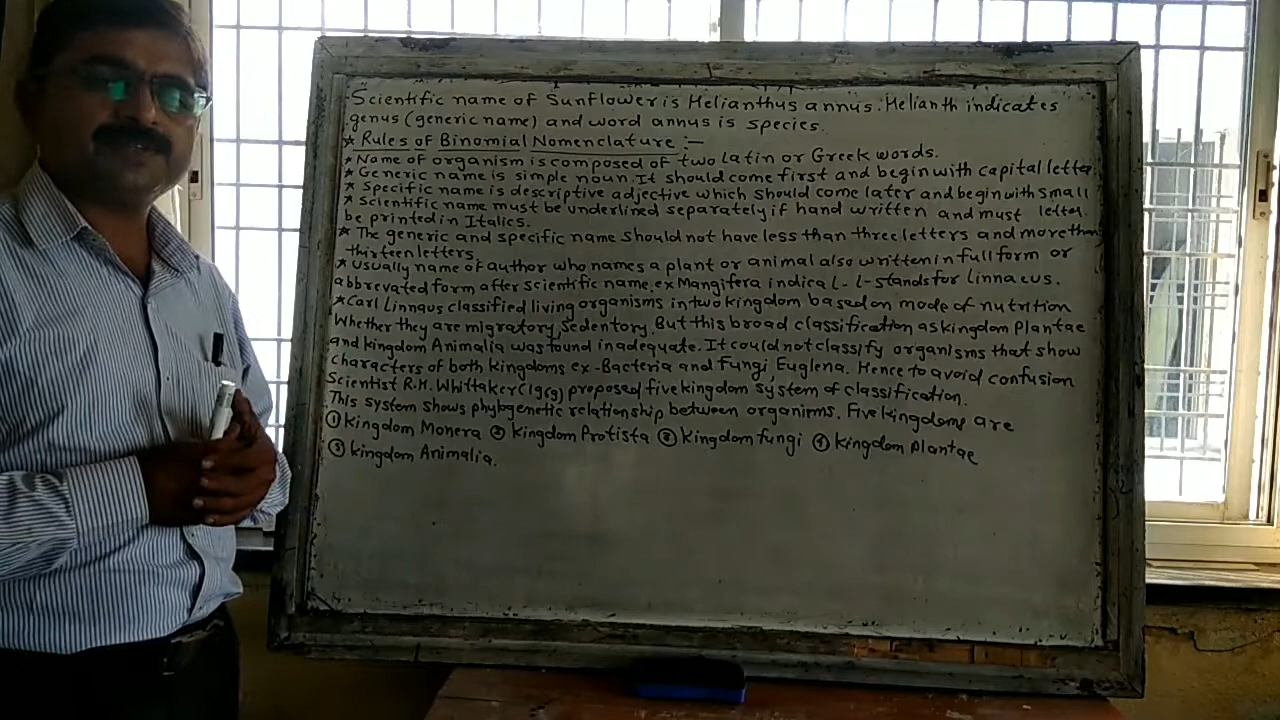 Scientific name of Sunflower is Helianthus annus. Helianth indicates
genus (generic name) and word annus is species.
* Rules of Binomial Nomenclature :-
* Name of organism is composed of two latin or Greek words.
* Generic name is simple noun. It should come first and begin with capital letter.
* Specific name is descriptive adjective which should come later and begin with small
* Scientific name must be underlined separately if hand written and must letter.
be printed in Italics.
* The generic and specific name should not have less than three letters and more than
thirteen letters.
* Usually name of author who names a plant or animal also written in full form or
abbrevated form after scientific name. ex Mangifera indica L - L - stands for Linnaeus.
* Carl Linnaus classified living organisms in two kingdom based on mode of nutrition
Whether they are migratory, sedentory. But this broad classification as kingdom Plantae
and kingdom Animalia was found inadequate. It could not classify organisms that show
characters of both kingdoms ex - Bacteria and Fungi, Euglena. Hence to avoid confusion
Scientist R.H. Whittaker (1969) proposed five kingdom system of classification.
This system shows phylogenetic relationship between organisms. Five kingdoms are
① Kingdom Monera ② Kingdom Protista ③ Kingdom fungi ④ Kingdom Plantae
⑤ Kingdom Animalia.